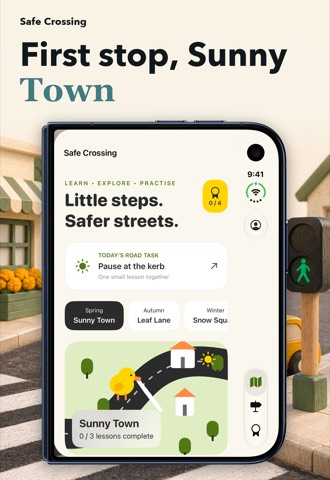 Safe Crossing
First stop, Sunny
Town
Safe Crossing
9:41
LEARN • EXPLORE • PRACTISE
Little steps.
Safer streets.
0 / 4
TODAY'S ROAD TASK
Pause at the kerb
One small lesson together
Spring
Sunny Town
Autumn
Leaf Lane
Winter
Snow Squ
Sunny Town
0 / 3 lessons complete